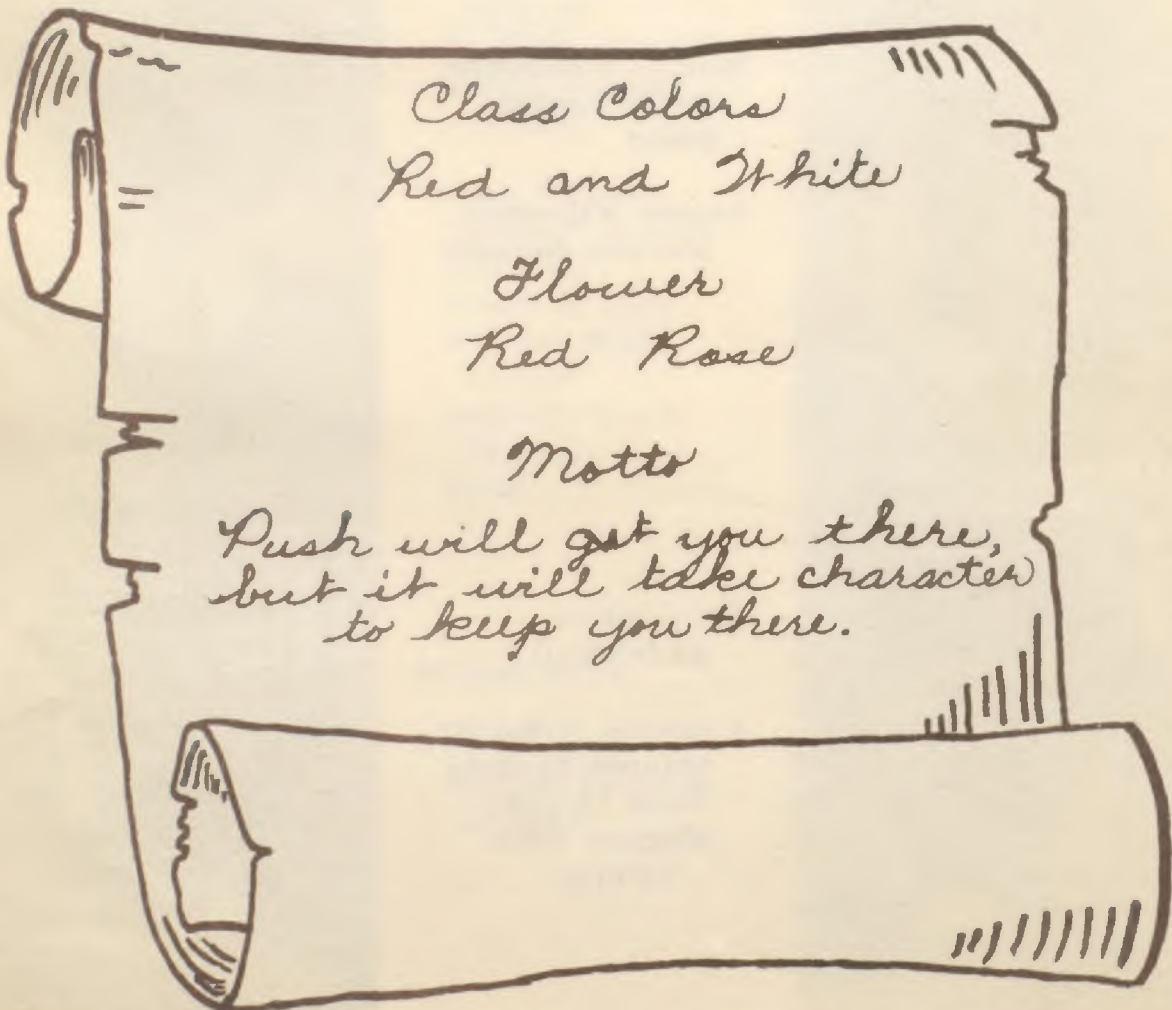 Class Colors
Red and White
Flower
Red Rose
Motto
Push will get you there,
but it will take character
to keep you there.